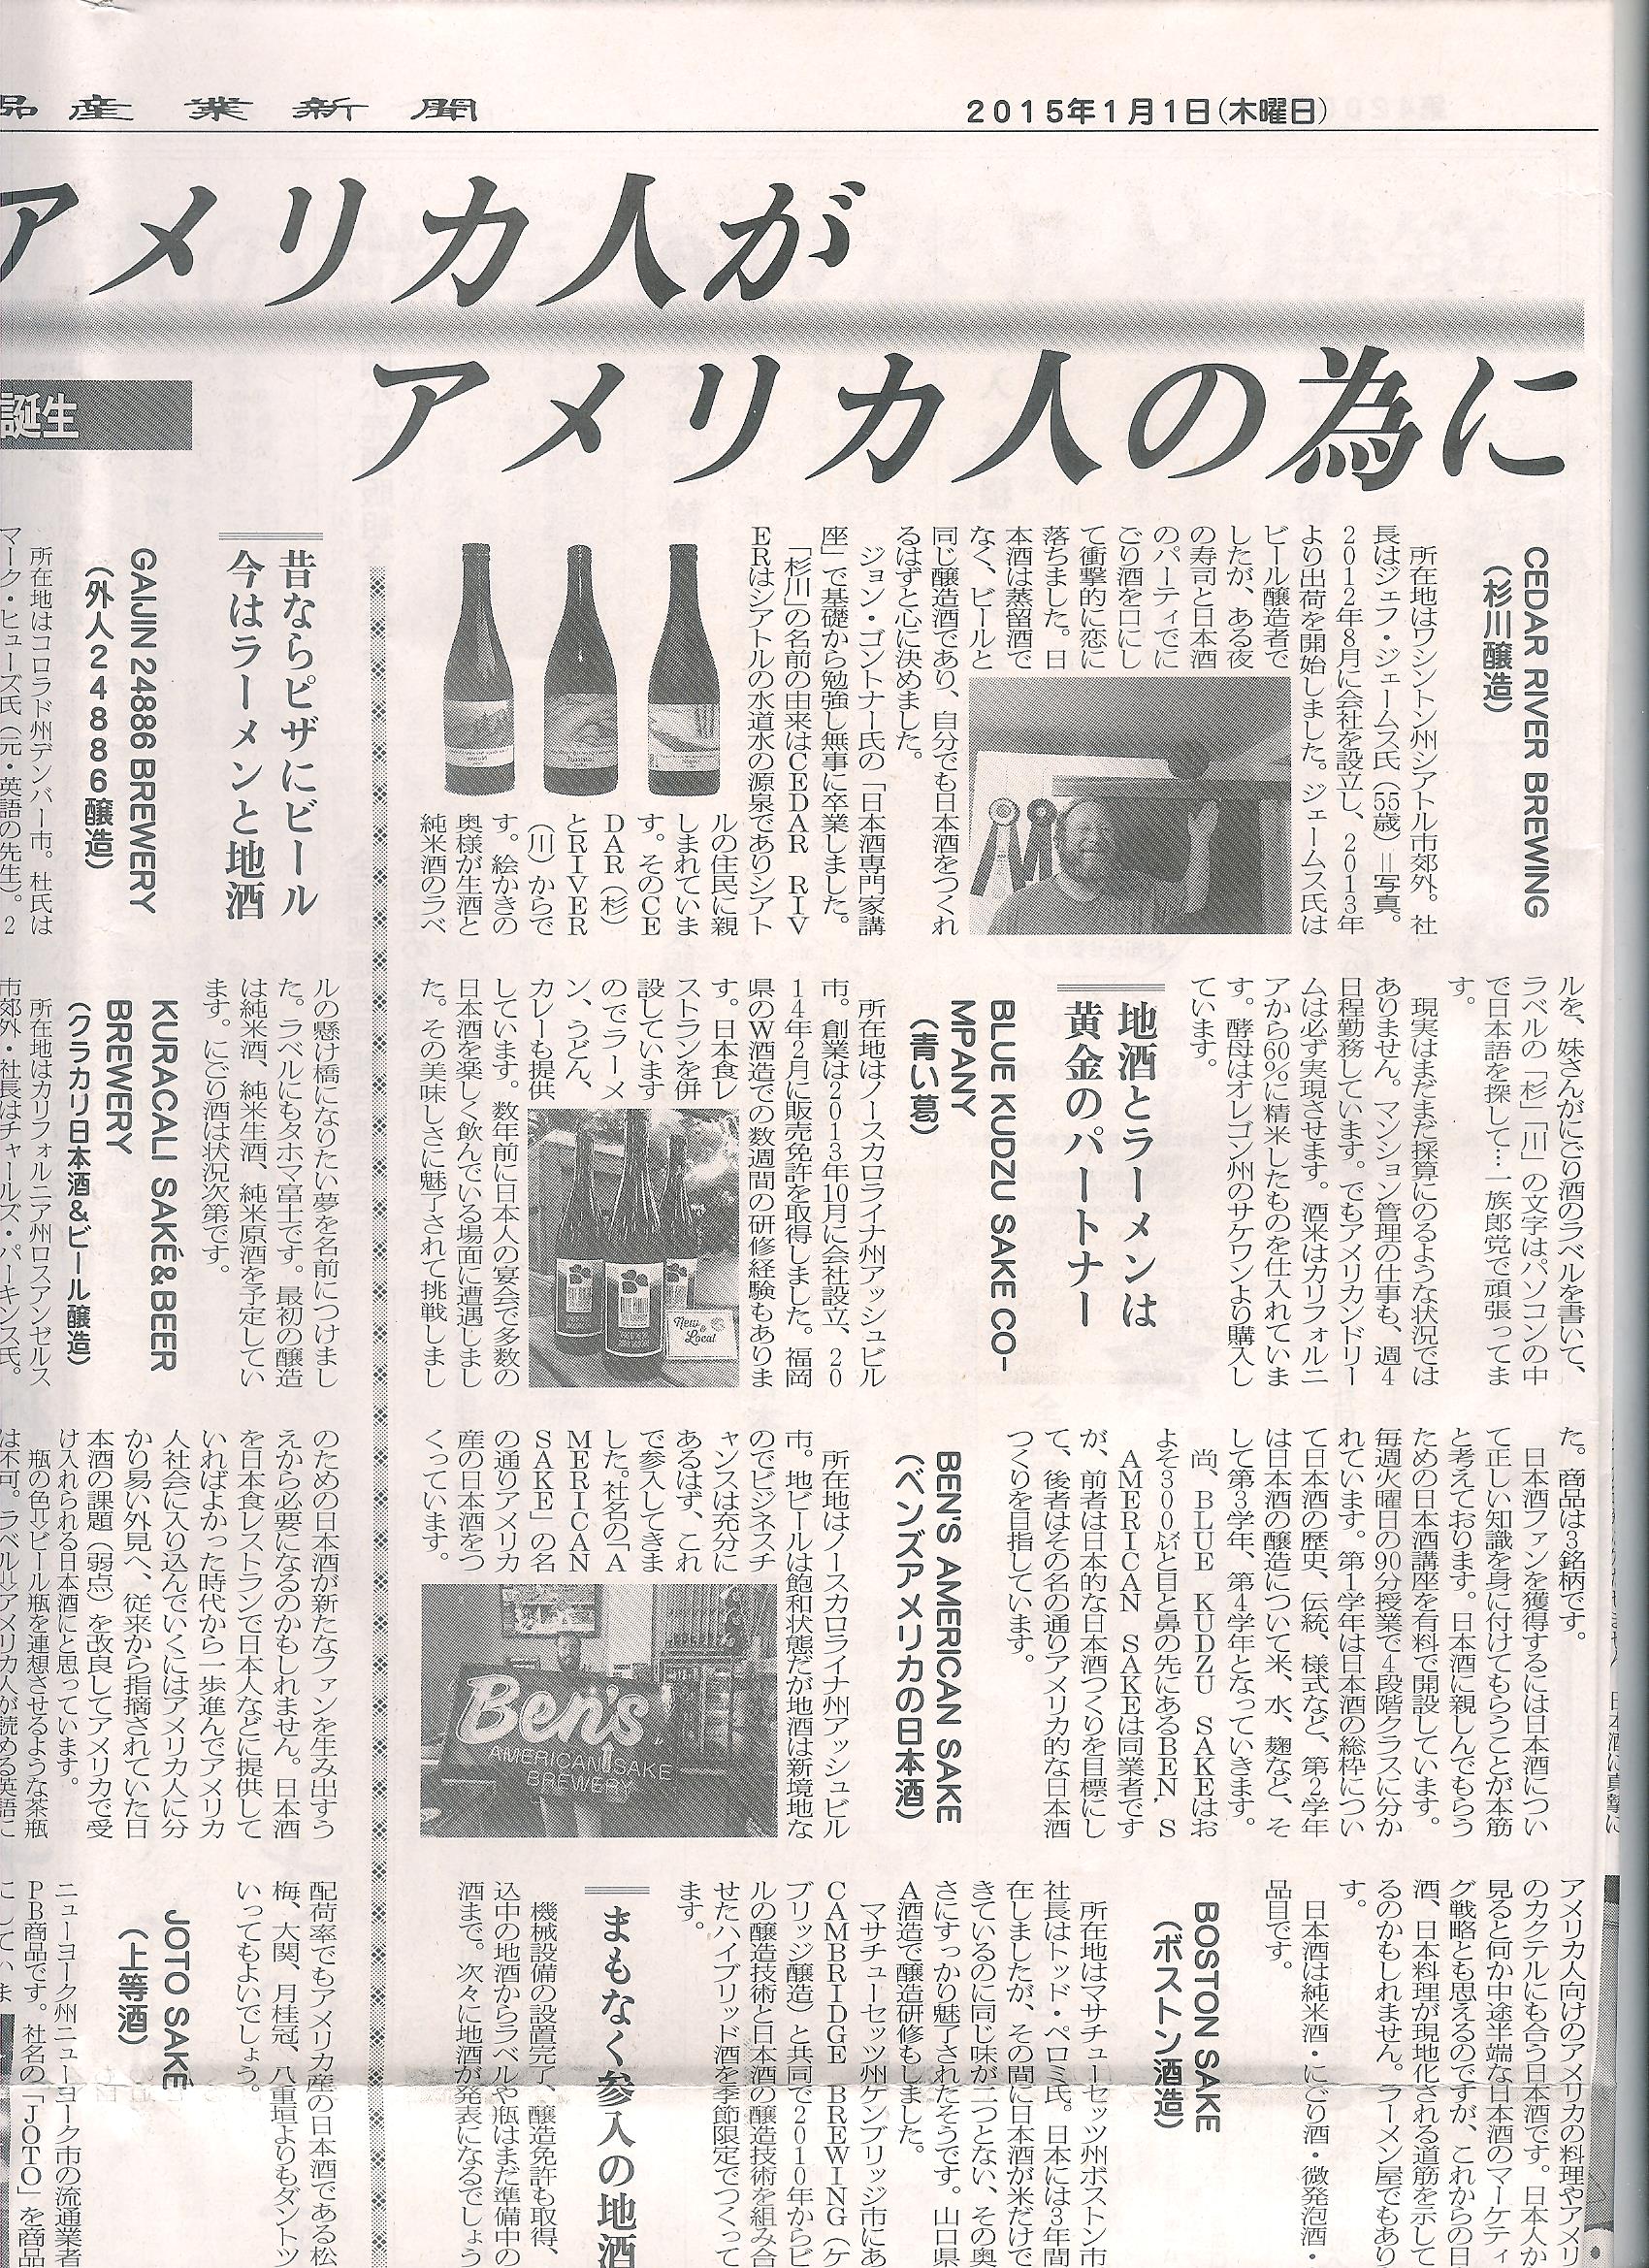 品産業新聞
2015年1月1日(木曜日)
アメリカ人が
アメリカ人の為に
誕生
CEDAR RIVER BREWING
(杉川醸造)
所在地はワシントン州シアトル市郊外。社
長はジェフ・ジェームス氏(55歳)=写真。
2012年8月に会社を設立し、2013年
より出荷を開始しました。ジェームス氏は
ビール醸造者で
したが、ある夜
の寿司と日本酒
のパーティでに
ごり酒を口にし
て衝撃的に恋に
落ちました。日
本酒は蒸留酒で
なく、ビールと
同じ醸造酒であり、自分でも日本酒をつくれ
るはずと心に決めました。
ジョン・ゴントナー氏の「日本酒専門家講
座」で基礎から勉強し無事に卒業しました。
「杉川」の名前の由来はCEDAR RIV
ERはシアトルの水道水の源泉でありシアト
ルの住民に親
しまれていま
す。そのCE
DAR(杉)
とRIVER
(川)からで
す。絵かきの
奥様が生酒と
純米酒のラベ
ルを、妹さんがにごり酒のラベルを書いて、
ラベルの「杉」「川」の文字はパソコンの中
で日本語を探して…一族郎党で頑張ってま
す。
現実はまだまだ採算にのるような状況では
ありません。マンション管理の仕事も、週4
日程勤務しています。でもアメリカンドリー
ムは必ず実現させます。酒米はカリフォルニ
アから60%に精米したものを仕入れていま
す。酵母はオレゴン州のサケワンより購入し
ています。
地酒とラーメンは
黄金のパートナー
BLUE KUDZU SAKE CO-
MPANY
(青い葛)
所在地はノースカロライナ州アッシュビル
市。創業は2013年10月に会社設立、20
14年2月に販売免許を取得しました。福岡
県のW酒造での数週間の研修経験もありま
す。日本食レ
ストランを併
設しています
のでラーメ
ン、うどん、
カレーも提供
しています。数年前に日本人の宴会で多数の
日本酒を楽しく飲んでいる場面に遭遇しまし
た。その美味しさに魅了されて挑戦しまし
New & Local
た。商品は3銘柄です。
日本酒ファンを獲得するには日本酒につい
て正しい知識を身に付けてもらうことが本筋
と考えております。日本酒に親しんでもらう
ための日本酒講座を有料で開設しています。
毎週火曜日の90分授業で4段階クラスに分か
れています。第1学年は日本酒の総枠につい
て日本酒の歴史、伝統、様式など、第2学年
は日本酒の醸造について米、水、麹など、そ
して第3学年、第4学年となっていきます。
尚、BLUE KUDZU SAKEはお
よそ300㍍と目と鼻の先にあるBEN,S
AMERICAN SAKEは同業者です
が、前者は日本的な日本酒つくりを目標にし
て、後者はその名の通りアメリカ的な日本酒
つくりを目指しています。
BEN'S AMERICAN SAKE
(ベンズアメリカの日本酒)
所在地はノースカロライナ州アッシュビル
市。地ビールは飽和状態だが地酒は新境地な
のでビジネスチ
ャンスは充分に
あるはず、これ
で参入してきま
した。社名の「A
MERICAN
SAKE」の名
の通りアメリカ
産の日本酒をつ
くっています。
Ben's
AMERICAN SAKE
BREWERY
アメリカ人向けのアメリカの料理やアメリ
カのカクテルにも合う日本酒です。日本人か
見ると何か中途半端な日本酒のマーケティ
グ戦略とも思えるのですが、これからの日
酒、日本料理が現地化される道筋を示して
るのかもしれません。ラーメン屋でもあり
す。
日本酒は純米酒・にごり酒・微発泡酒・
品目です。
BOSTON SAKE
(ボストン酒造)
所在地はマサチューセッツ州ボストン市
社長はトッド・ペロミ氏。日本には3年間
在しましたが、その間に日本酒が米だけで
きているのに同じ味が二つとない、その奥
さにすっかり魅了されたそうです。山口県
A酒造で醸造研修もしました。
マサチューセッツ州ケンブリッジ市にあ
CAMBRIDGE BREWING(ケ
ブリッジ醸造)と共同で2010年からビ
ルの醸造技術と日本酒の醸造技術を組み合
せたハイブリッド酒を季節限定でつくって
ます。
まもなく参入の地酒
機械設備の設置完了、醸造免許も取得、
込中の地酒からラベルや瓶はまだ準備中の
酒まで。次々に地酒が発表になるでしょう
昔ならピザにビール
今はラーメンと地酒
GAIJIN 24886 BREWERY
(外人24886醸造)
所在地はコロラド州デンバー市。杜氏は
マーク・ヒューズ氏(元・英語の先生)。2
ルの懸け橋になりたい夢を名前につけまし
た。ラベルにもタホマ富士です。最初の醸造
は純米酒、純米生酒、純米原酒を予定してい
ます。にごり酒は状況次第です。
KURACALI SAKÉ&BEER
BREWERY
(クラカリ日本酒&ビール醸造)
所在地はカリフォルニア州ロスアンゼルス
市郊外・社長はチャールズ・パーキンス氏。
のための日本酒が新たなファンを生み出すう
えから必要になるのかもしれません。日本酒
を日本食レストランで日本人などに提供して
いればよかった時代から一歩進んでアメリカ
人社会に入り込んでいくにはアメリカ人に分
かり易い外見へ、従来から指摘されていた日
本酒の課題(弱点)を改良してアメリカで受
け入れられる日本酒にと思っています。
瓶の色⇨ビール瓶を連想させるような茶瓶
は不可。ラベル⇨アメリカ人が読める英語に
配荷率でもアメリカ産の日本酒である松
梅、大関、月桂冠、八重垣よりもダントツ
いってもよいでしょう。
JOTO SAKÉ
(上等酒)
ニューヨーク州ニューヨーク市の流通業者
PB商品です。社名の「JOTO」を商品